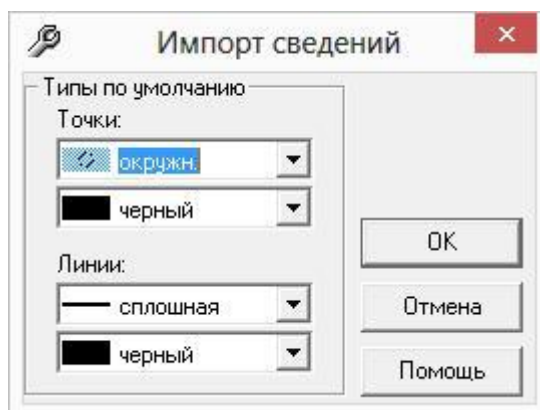 Импорт сведений
Типы по умолчанию
Точки:
окружн.
черный
Линии:
сплошная
черный
OK
Отмена
Помощь